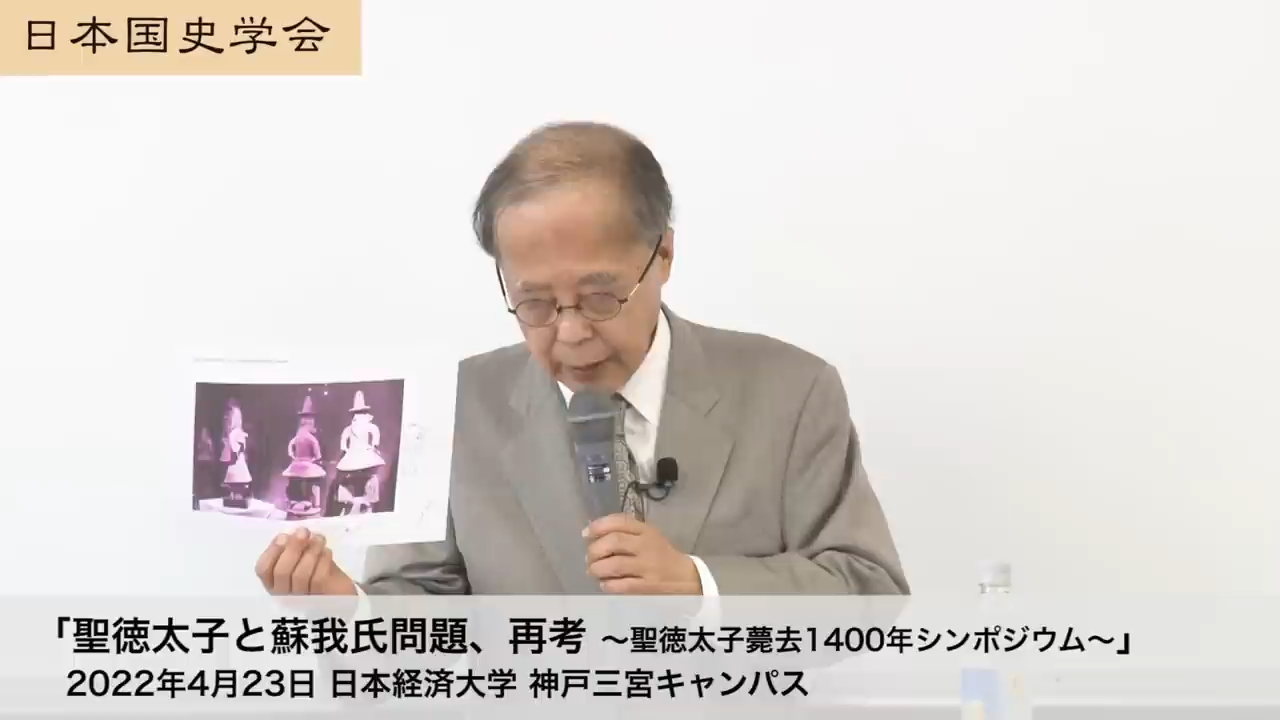 日本国史学会
「聖徳太子と蘇我氏問題、再考 〜聖徳太子薨去1400年シンポジウム〜」
2022年4月23日 日本経済大学 神戸三宮キャンパス